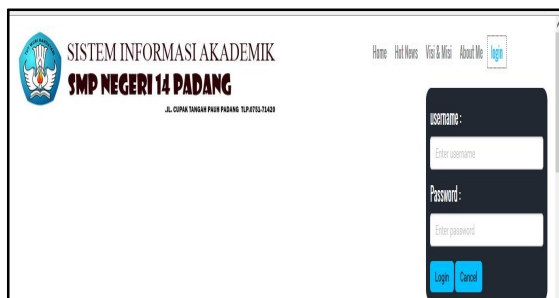 SISTEM INFORMASI AKADEMIK
SMP NEGERI 14 PADANG
JL. CUPAK TANGAH PAUH PADANG TLP.0751-71420
Home Hot News Visi & Misi About Me login
username :
Enter username
Password :
Enter password
Login Cancel